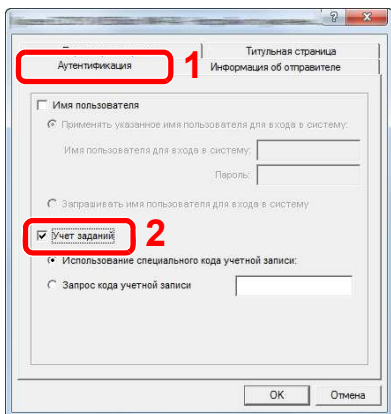 Титульная страница
Аутентификация
1
Информация об отправителе
Имя пользователя
Применять указанное имя пользователя для входа в систему:
Имя пользователя для входа в систему:
Пароль:
Запрашивать имя пользователя для входа в систему
Учет заданий
2
Использование специального кода учетной записи:
Запрос кода учетной записи
OK
Отмена